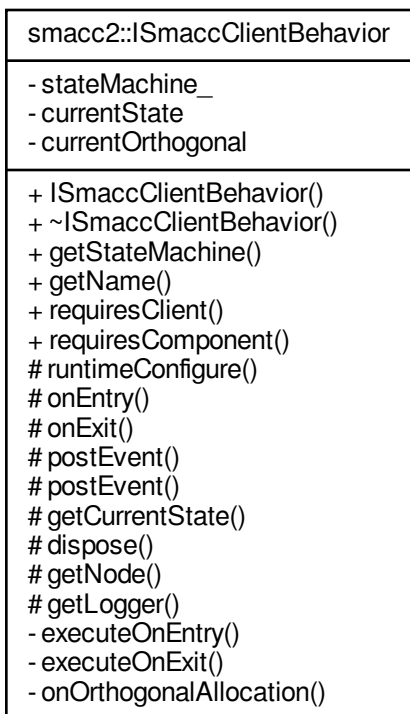 smacc2::ISmaccClientBehavior
- stateMachine_
- currentState
- currentOrthogonal
+ ISmaccClientBehavior()
+ ~ISmaccClientBehavior()
+ getStateMachine()
+ getName()
+ requiresClient()
+ requiresComponent()
# runtimeConfigure()
# onEntry()
# onExit()
# postEvent()
# postEvent()
# getCurrentState()
# dispose()
# getNode()
# getLogger()
- executeOnEntry()
- executeOnExit()
- onOrthogonalAllocation()